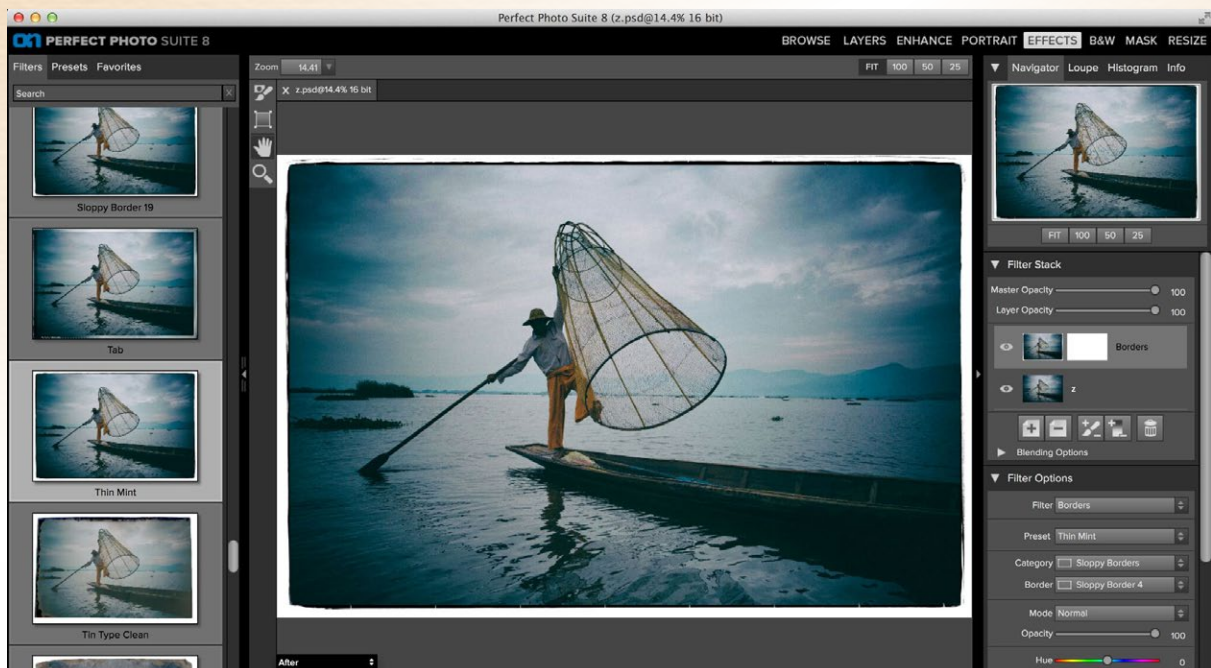 Perfect Photo Suite 8 (z.psd@14.4% 16 bit)
on PERFECT PHOTO SUITE 8
BROWSE LAYERS ENHANCE PORTRAIT EFFECTS B&W MASK RESIZE
Filters Presets Favorites
Search
X
Sloppy Border 19
Tab
Thin Mint
Tin Type Clean
Zoom 14.41
FIT 100 50 25
X z.psd@14.4% 16 bit
After
Navigator Loupe Histogram Info
FIT 100 50 25
Filter Stack
Master Opacity 100
Layer Opacity 100
Borders
z
Blending Options
Filter Options
Filter Borders
Preset Thin Mint
Category Sloppy Borders
Border Sloppy Border 4
Mode Normal
Opacity 100
Hue 0